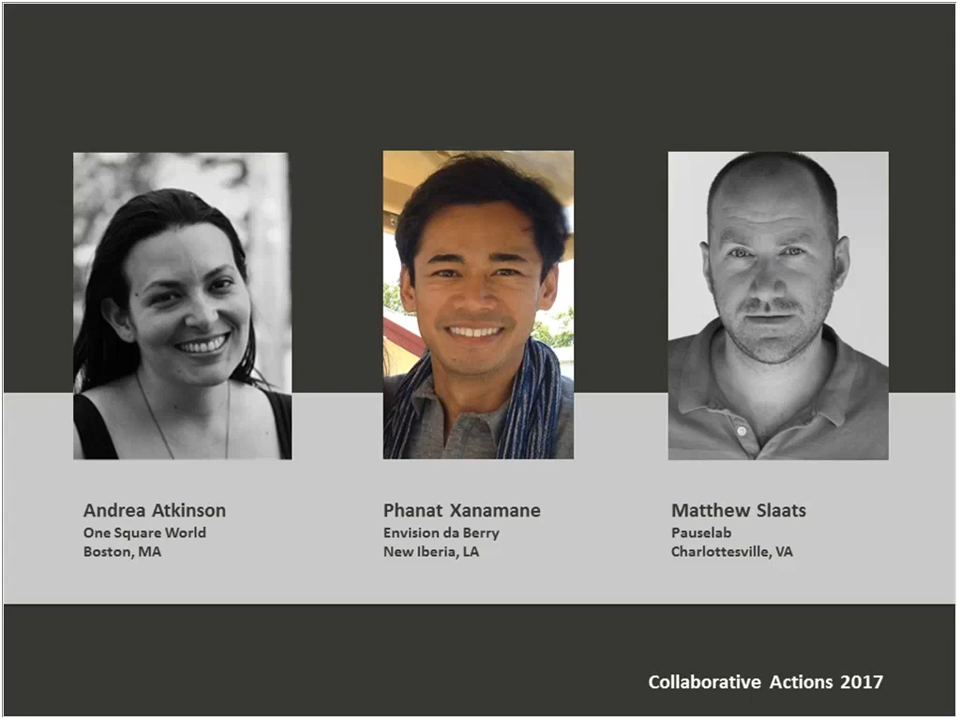 Andrea Atkinson
One Square World
Boston, MA
Phanat Xanamane
Envision da Berry
New Iberia, LA
Matthew Slaats
Pauselab
Charlottesville, VA
Collaborative Actions 2017